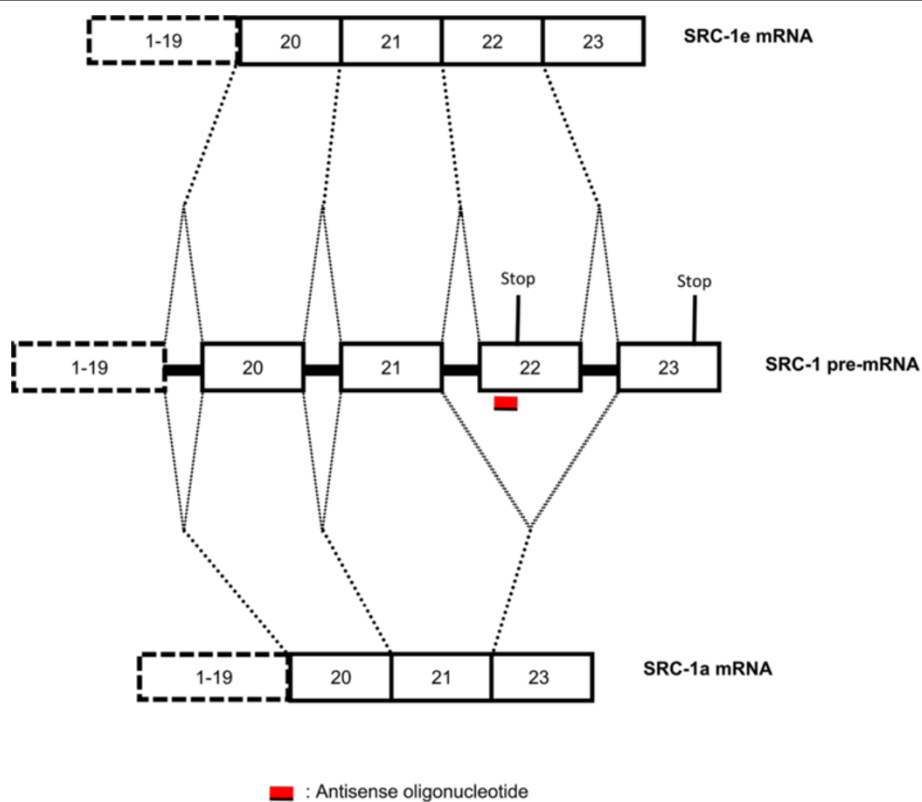 1-19 20 21 22 23 SRC-1e mRNA
Stop Stop
1-19 20 21 22 23 SRC-1 pre-mRNA
1-19 20 21 23 SRC-1a mRNA
: Antisense oligonucleotide